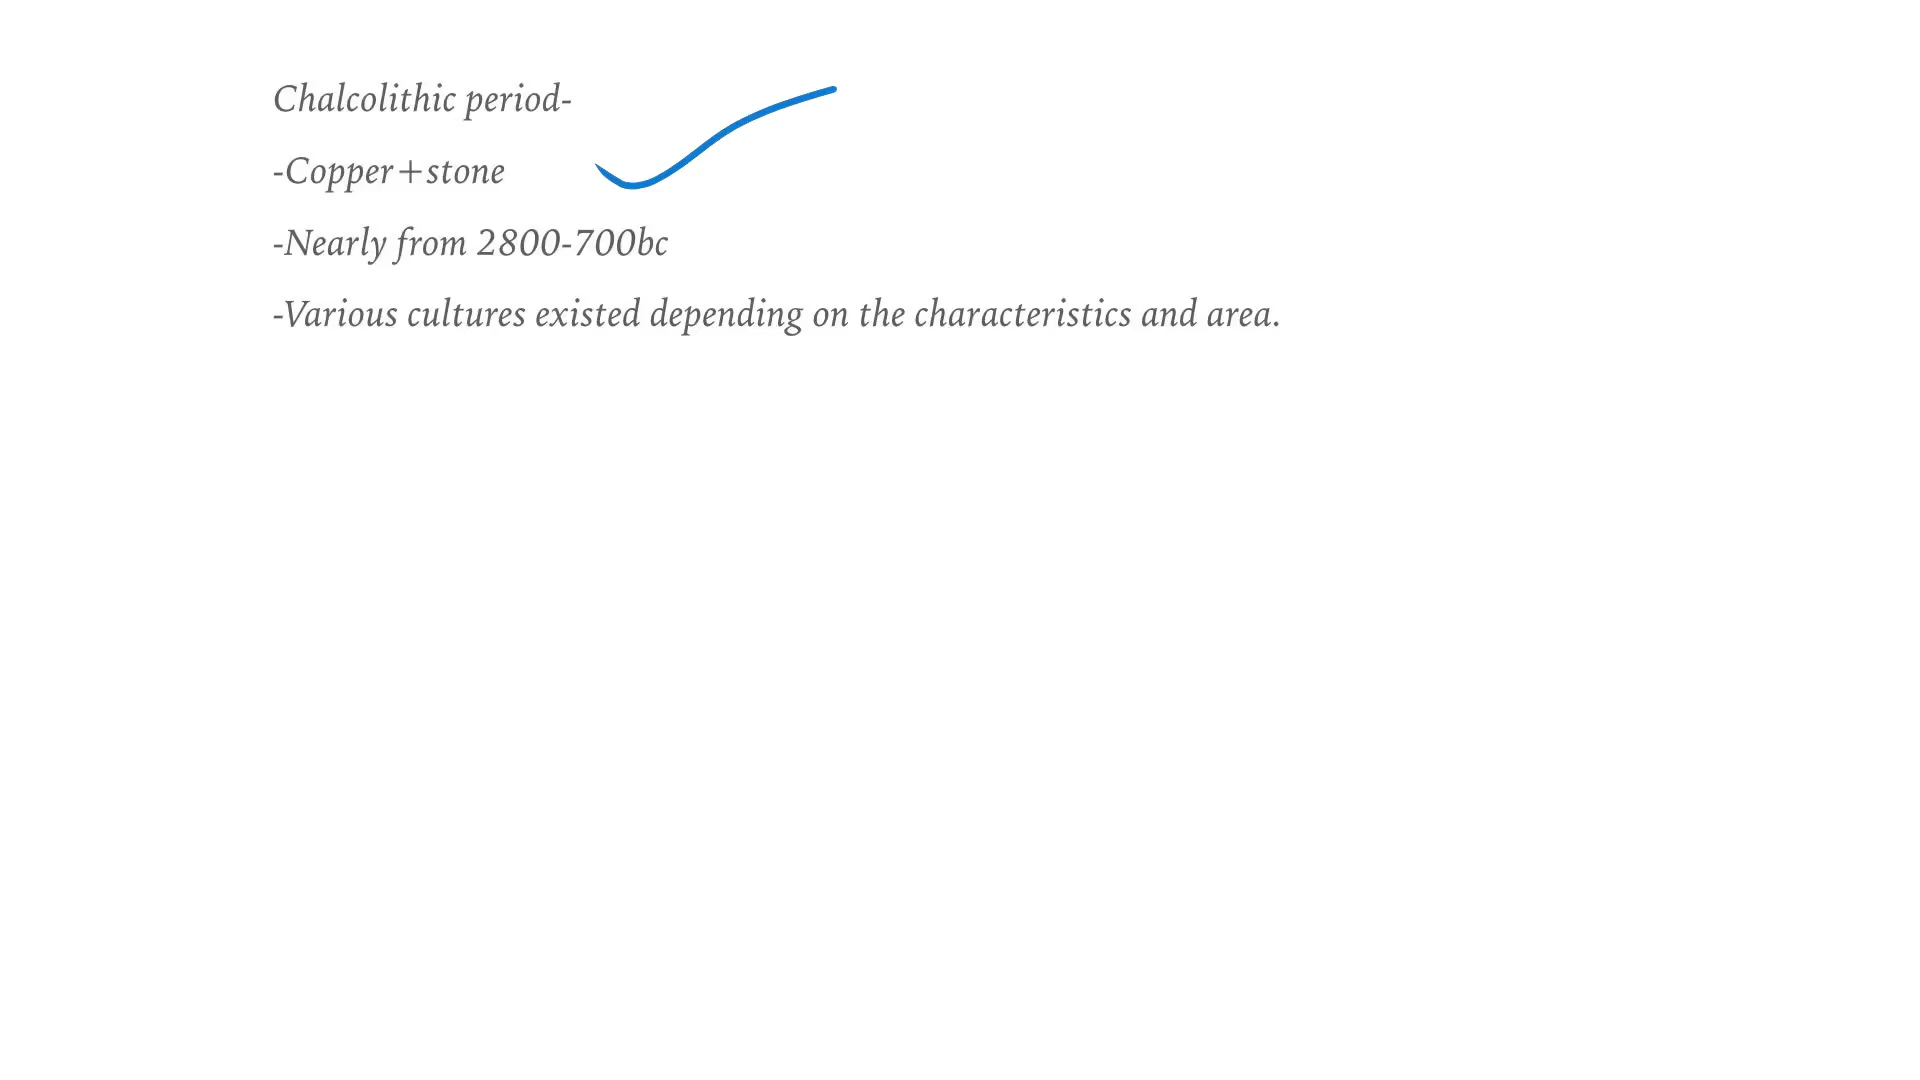 Chalcolithic period-
-Copper+stone
-Nearly from 2800-700bc
-Various cultures existed depending on the characteristics and area.